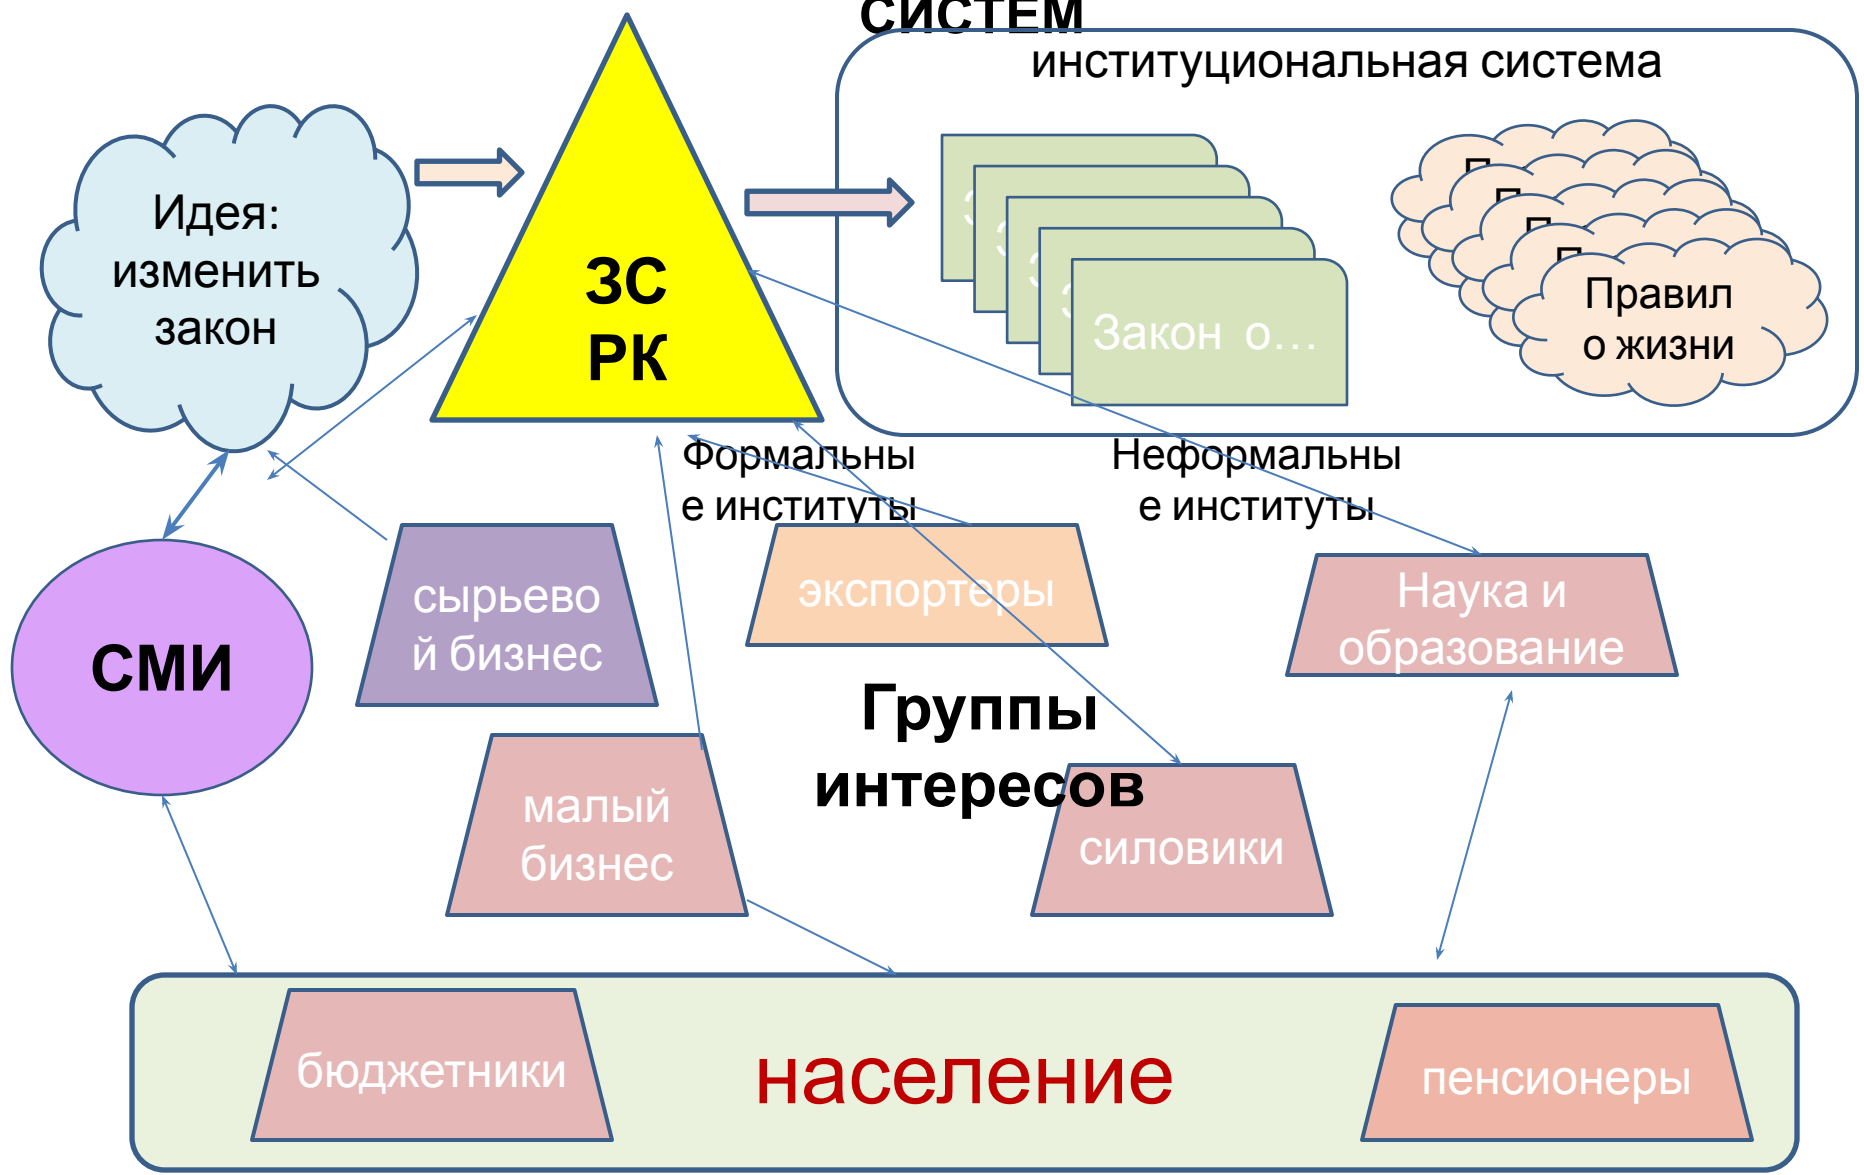 СИСТЕМ
институциональная система
Идея:
изменить
закон
ЗС
РК
Закон о...
Правил
о жизни
Формальны
е институты
Неформальны
е институты
СМИ
сырьево
й бизнес
экспортеры
Наука и
образование
Группы
интересов
малый
бизнес
силовики
бюджетники
население
пенсионеры